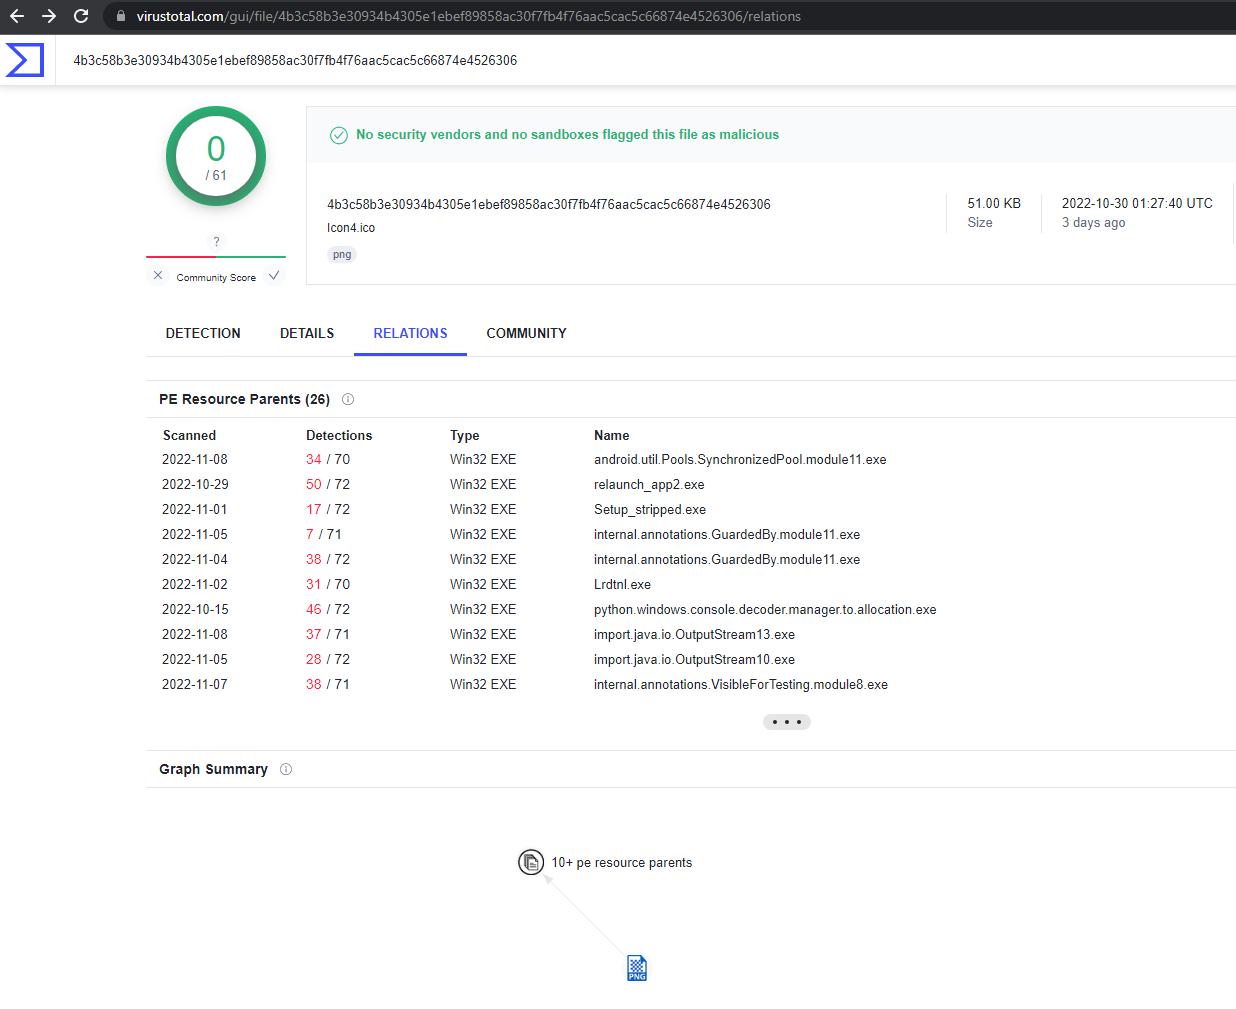 virustotal.com/gui/file/4b3c58b3e30934b4305e1ebef89858ac30f7fb4f76aac5cac5c66874e4526306/relations
4b3c58b3e30934b4305e1ebef89858ac30f7fb4f76aac5cac5c66874e4526306
0
/ 61
?
Community Score
No security vendors and no sandboxes flagged this file as malicious
4b3c58b3e30934b4305e1ebef89858ac30f7fb4f76aac5cac5c66874e4526306
Icon4.ico
png
51.00 KB
Size
2022-10-30 01:27:40 UTC
3 days ago
DETECTION DETAILS RELATIONS COMMUNITY
PE Resource Parents (26)
Scanned Detections Type Name
2022-11-08 34 / 70 Win32 EXE android.util.Pools.SynchronizedPool.module11.exe
2022-10-29 50 / 72 Win32 EXE relaunch_app2.exe
2022-11-01 17 / 72 Win32 EXE Setup_stripped.exe
2022-11-05 7 / 71 Win32 EXE internal.annotations.GuardedBy.module11.exe
2022-11-04 38 / 72 Win32 EXE internal.annotations.GuardedBy.module11.exe
2022-11-02 31 / 70 Win32 EXE Lrdtnl.exe
2022-10-15 46 / 72 Win32 EXE python.windows.console.decoder.manager.to.allocation.exe
2022-11-08 37 / 71 Win32 EXE import.java.io.OutputStream13.exe
2022-11-05 28 / 72 Win32 EXE import.java.io.OutputStream10.exe
2022-11-07 38 / 71 Win32 EXE internal.annotations.VisibleForTesting.module8.exe
Graph Summary
10+ pe resource parents
PNG